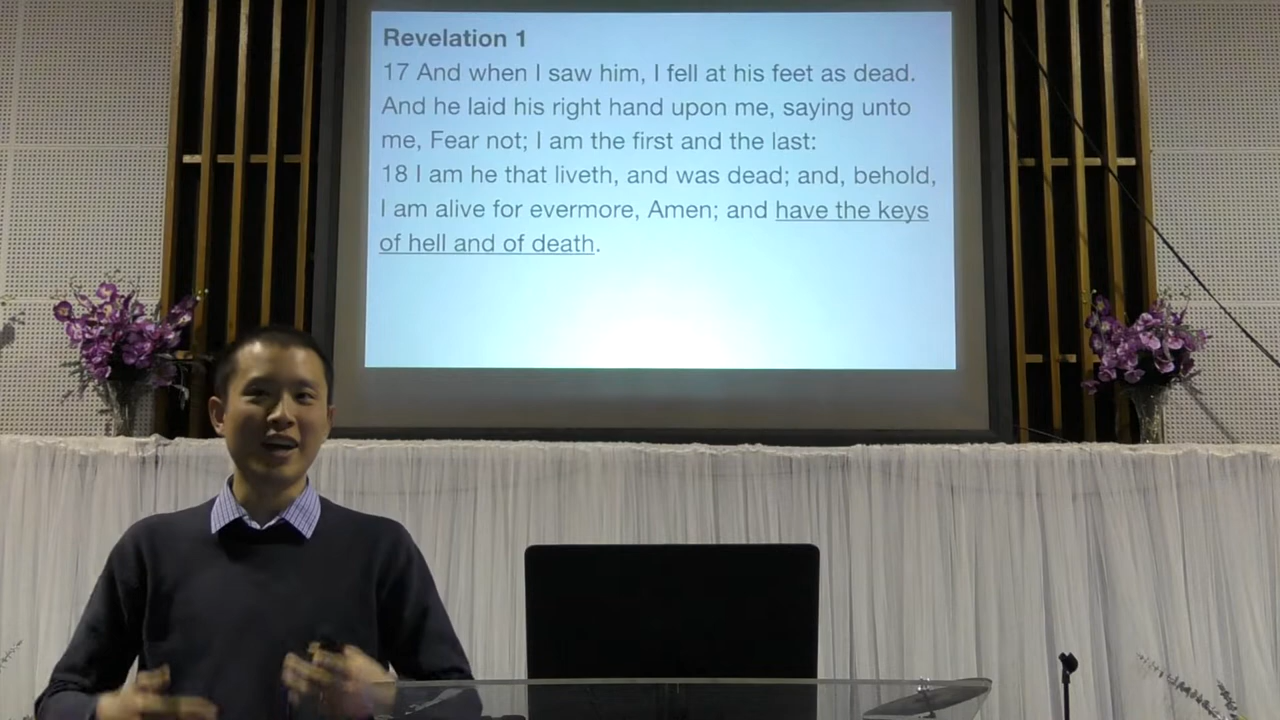 Revelation 1
17 And when I saw him, I fell at his feet as dead.
And he laid his right hand upon me, saying unto
me, Fear not; I am the first and the last:
18 I am he that liveth, and was dead; and, behold,
I am alive for evermore, Amen; and have the keys
of hell and of death.